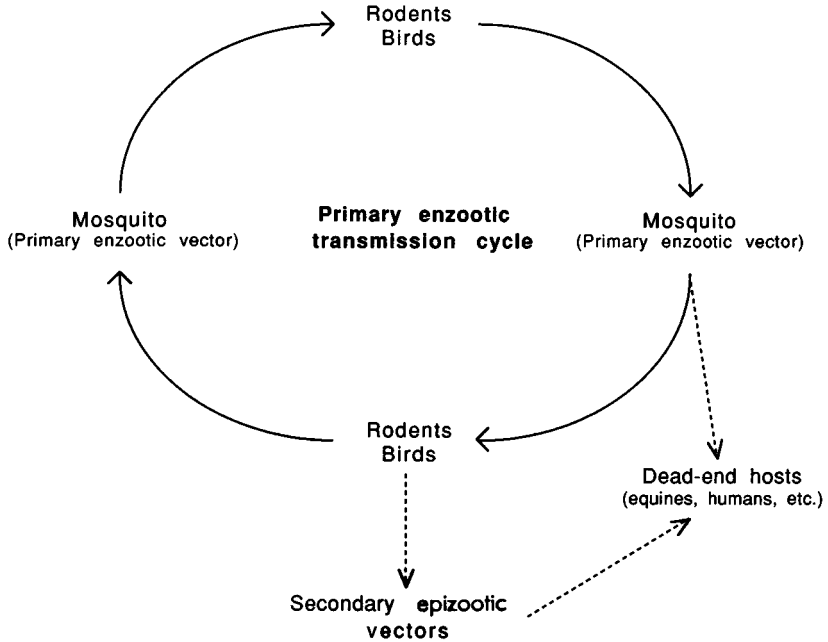 Rodents
Birds
Mosquito
(Primary enzootic vector)
Primary enzootic
transmission cycle
Mosquito
(Primary enzootic vector)
Rodents
Birds
Dead-end hosts
(equines, humans, etc.)
Secondary epizootic
vectors